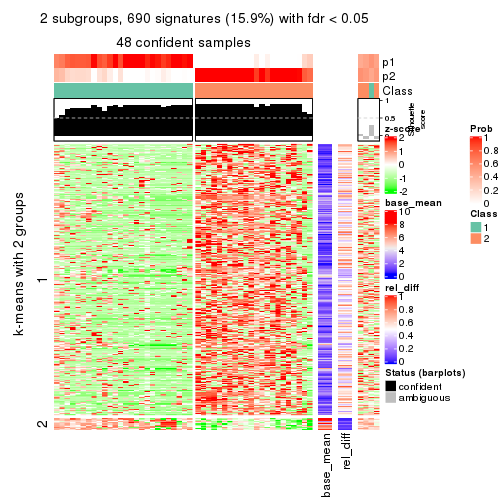 2 subgroups, 690 signatures (15.9%) with fdr < 0.05
48 confident samples
p1
p2
Class
1
0.5
0
Silhouette
score
k-means with 2 groups
1
2
base_mean
rel_diff
z-score
2
1
0
-1
-2
base_mean
10
8
6
4
2
0
rel_diff
1
0.8
0.6
0.4
0.2
0
Status (barplots)
confident
ambiguous
Prob
1
0.8
0.6
0.4
0.2
0
Class
1
2